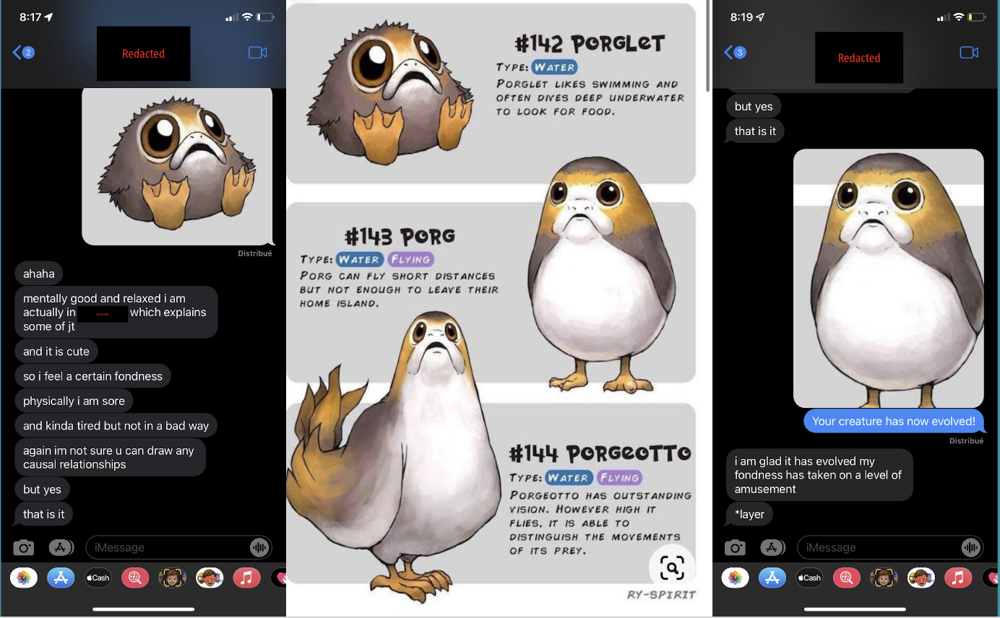 8:17
2
Redacted
Distribué
ahaha
mentally good and relaxed i am
actually in Redacted which explains
some of jt
and it is cute
so i feel a certain fondness
physically i am sore
and kinda tired but not in a bad way
again im not sure u can draw any
causal relationships
but yes
that is it
iMessage
Cash
#142 PORGLET
TYPE: WATER
PORGLET LIKES SWIMMING AND
OFTEN DIVES DEEP UNDERWATER
TO LOOK FOR FOOD.
#143 PORG
TYPE: WATER FLYING
PORG CAN FLY SHORT DISTANCES
BUT NOT ENOUGH TO LEAVE THEIR
HOME ISLAND.
#144 PORGEOTTO
TYPE: WATER FLYING
PORGEOTTO HAS OUTSTANDING
VISION. HOWEVER HIGH IT
FLIES, IT IS ABLE TO
DISTINGUISH THE MOVEMENTS
OF ITS PREY.
RY-SPIRIT
8:19
3
Redacted
but yes
that is it
Your creature has now evolved!
Distribué
i am glad it has evolved my
fondness has taken on a level of
amusement
*layer
iMessage
Cash